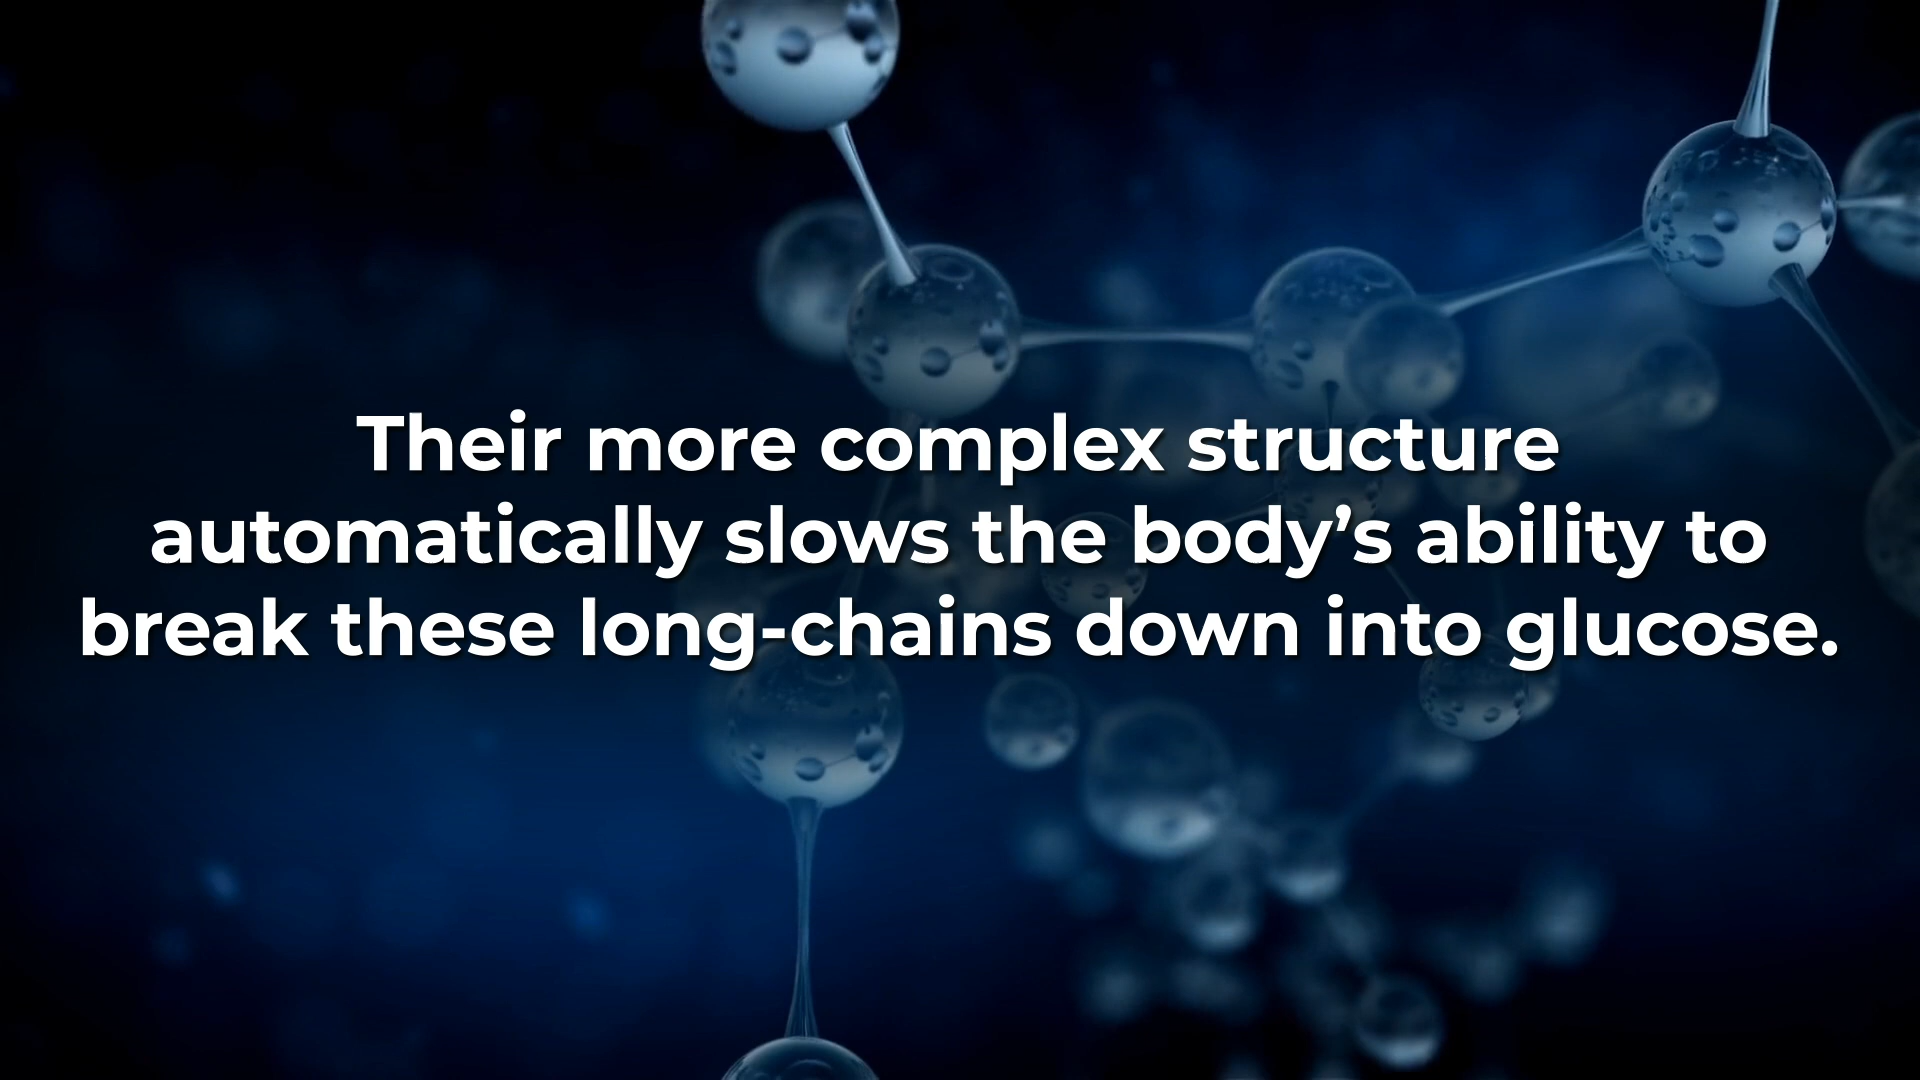 Their more complex structure
automatically slows the body’s ability to
break these long-chains down into glucose.